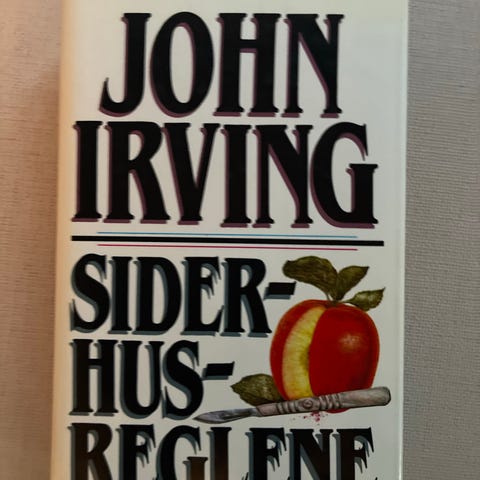 JOHN
IRVING
SIDER-
HUS-
REGLENE